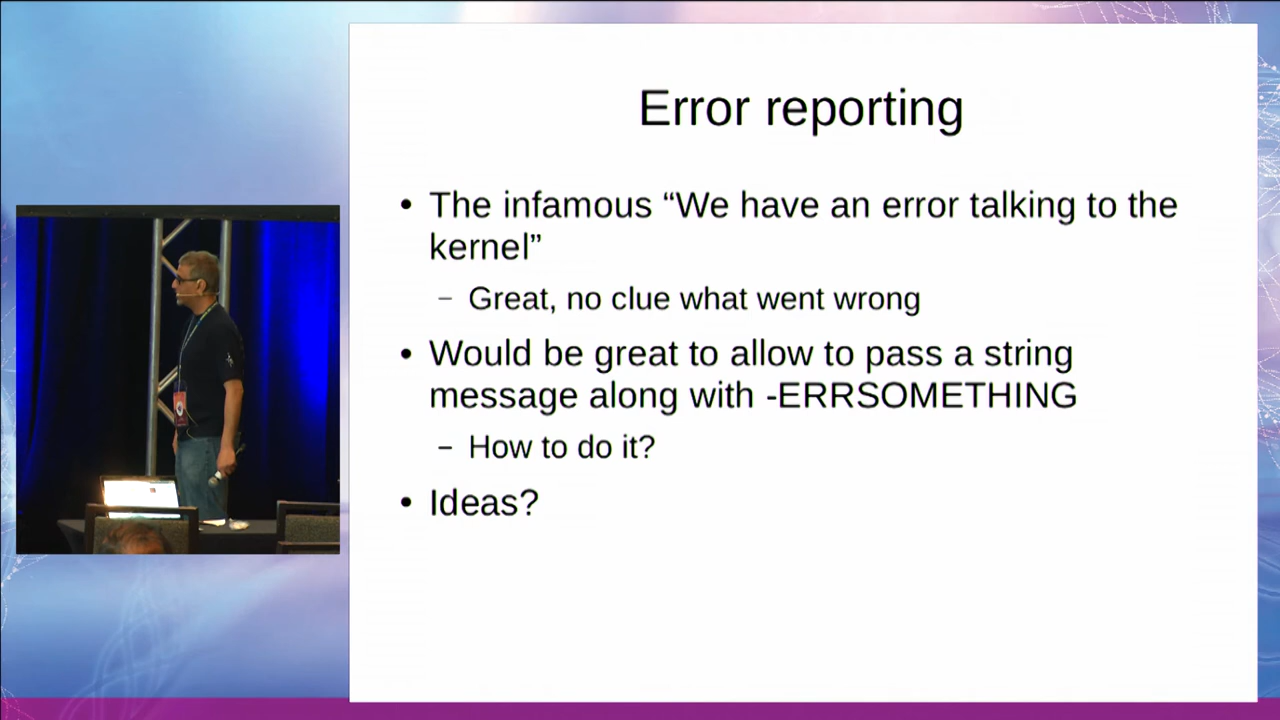 Error reporting
• The infamous “We have an error talking to the
kernel”
– Great, no clue what went wrong
• Would be great to allow to pass a string
message along with -ERRSOMETHING
– How to do it?
• Ideas?